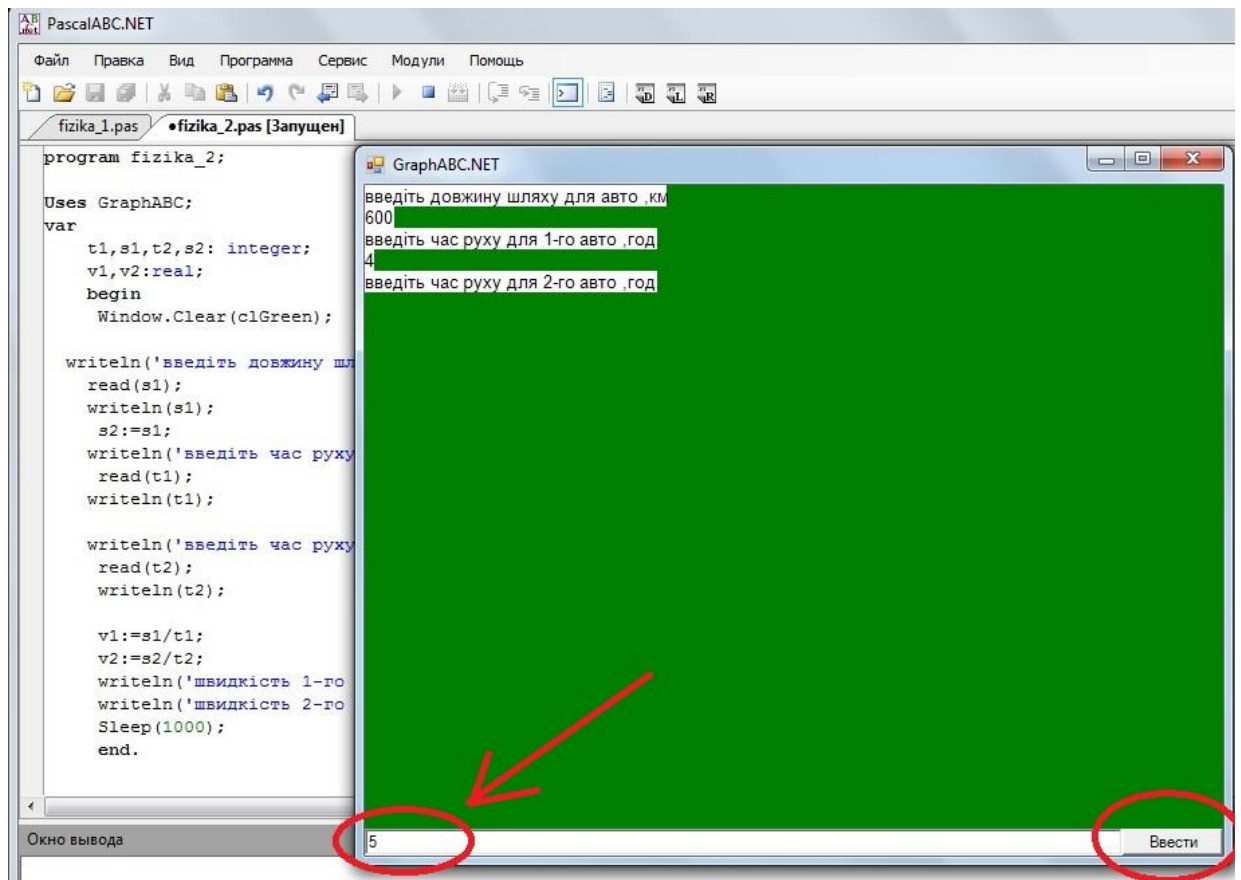 PascalABC.NET
Файл Правка Вид Программа Сервис Модули Помощь
fizika_1.pas •fizika_2.pas [Запущен]
program fizika_2;
Uses GraphABC;
var
t1,s1,t2,s2: integer;
v1,v2:real;
begin
Window.Clear(clGreen);
writeln('введіть довжину шл
read(s1);
writeln(s1);
s2:=s1;
writeln('введіть час руху
read(t1);
writeln(t1);
writeln('введіть час руху
read(t2);
writeln(t2);
v1:=s1/t1;
v2:=s2/t2;
writeln('швидкість 1-го
writeln('швидкість 2-го
Sleep(1000);
end.
Окно вывода
GraphABC.NET
введіть довжину шляху для авто ,км
600
введіть час руху для 1-го авто ,год
4
введіть час руху для 2-го авто ,год
5
Ввести